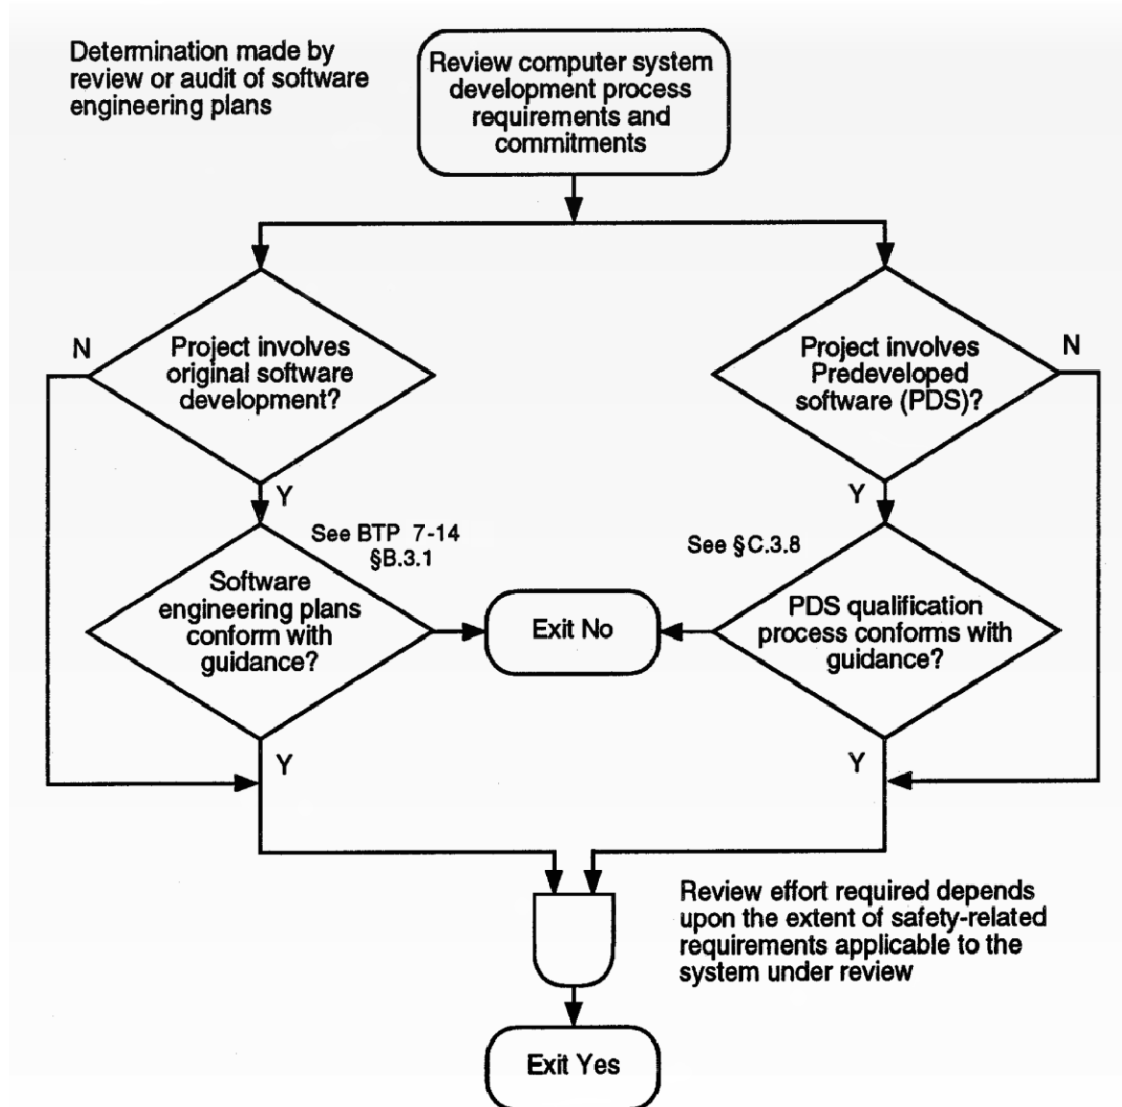 Determination made by
review or audit of software
engineering plans
Review computer system
development process
requirements and
commitments
N
Project involves
original software
development?
Project involves
Predeveloped
software (PDS)?
N
Y
Y
See BTP 7-14
§B.3.1
See §C.3.8
Software
engineering plans
conform with
guidance?
Exit No
PDS qualification
process conforms with
guidance?
Y
Y
Review effort required depends
upon the extent of safety-related
requirements applicable to the
system under review
Exit Yes